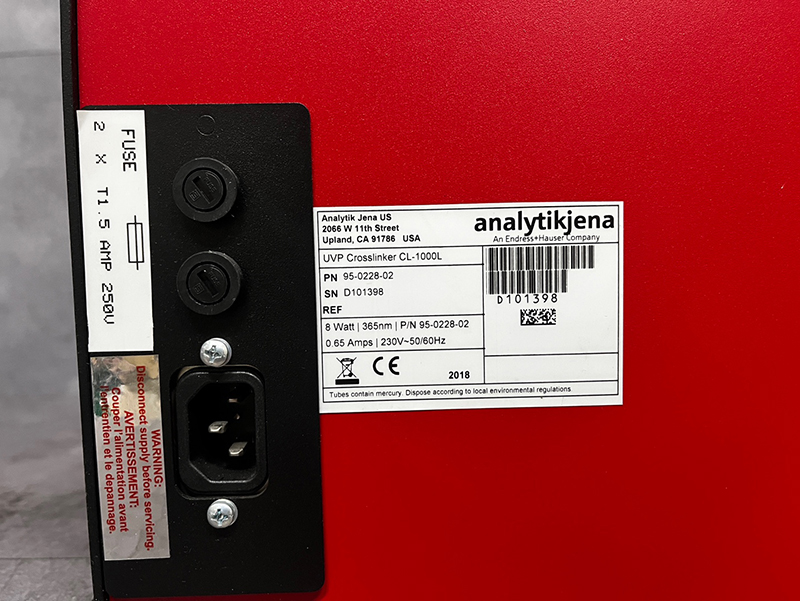 FUSE
2 X T1.5 AMP 250V
WARNING:
Disconnect supply before servicing.
AVERTISSEMENT:
Couper l'alimentation avant
l'entretien et le depannage.
Analytik Jena US
2066 W 11th Street
Upland, CA 91786 USA
analytikjena
An Endress+Hauser Company
UVP Crosslinker CL-1000L
PN 95-0228-02
SN D101398
REF
D101398
8 Watt | 365nm | P/N 95-0228-02
0.65 Amps | 230V~50/60Hz
CE
2018
Tubes contain mercury. Dispose according to local environmental regulations.